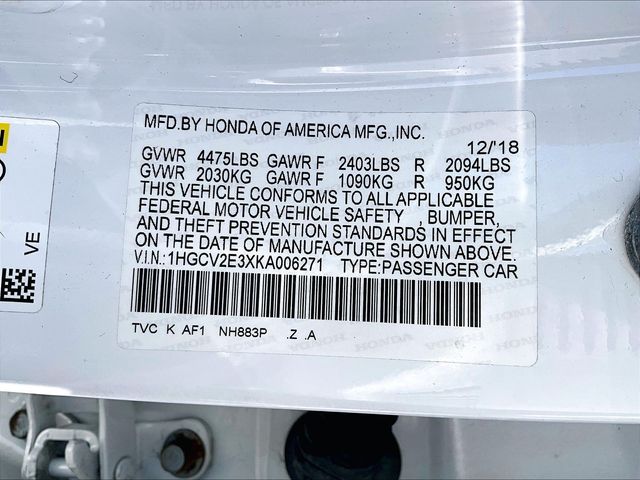 MFD.BY HONDA OF AMERICA MFG.,INC.
12/'18
GVWR 4475LBS GAWR F 2403LBS R 2094LBS
GVWR 2030KG GAWR F 1090KG R 950KG
THIS VEHICLE CONFORMS TO ALL APPLICABLE
FEDERAL MOTOR VEHICLE SAFETY , BUMPER,
AND THEFT PREVENTION STANDARDS IN EFFECT
ON THE DATE OF MANUFACTURE SHOWN ABOVE.
V.I.N.:1HGCV2E3XKA006271 TYPE:PASSENGER CAR
TVC K AF1 NH883P .Z .A
VE